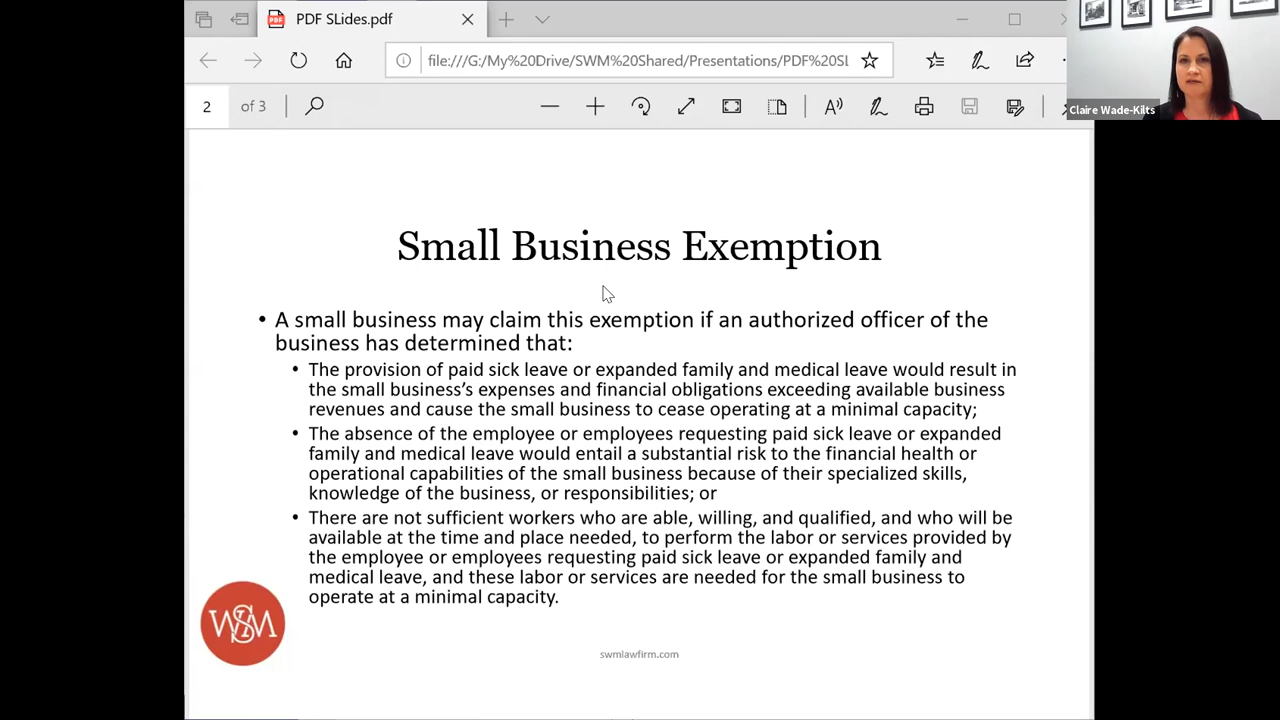 PDF SLides.pdf
file:///G:/My%20Drive/SWM%20Shared/Presentations/PDF%20SL
2 of 3
Claire Wade-Kilts
Small Business Exemption
• A small business may claim this exemption if an authorized officer of the
business has determined that:
• The provision of paid sick leave or expanded family and medical leave would result in
the small business’s expenses and financial obligations exceeding available business
revenues and cause the small business to cease operating at a minimal capacity;
• The absence of the employee or employees requesting paid sick leave or expanded
family and medical leave would entail a substantial risk to the financial health or
operational capabilities of the small business because of their specialized skills,
knowledge of the business, or responsibilities; or
• There are not sufficient workers who are able, willing, and qualified, and who will be
available at the time and place needed, to perform the labor or services provided by
the employee or employees requesting paid sick leave or expanded family and
medical leave, and these labor or services are needed for the small business to
operate at a minimal capacity.
WSM
swmlawfirm.com